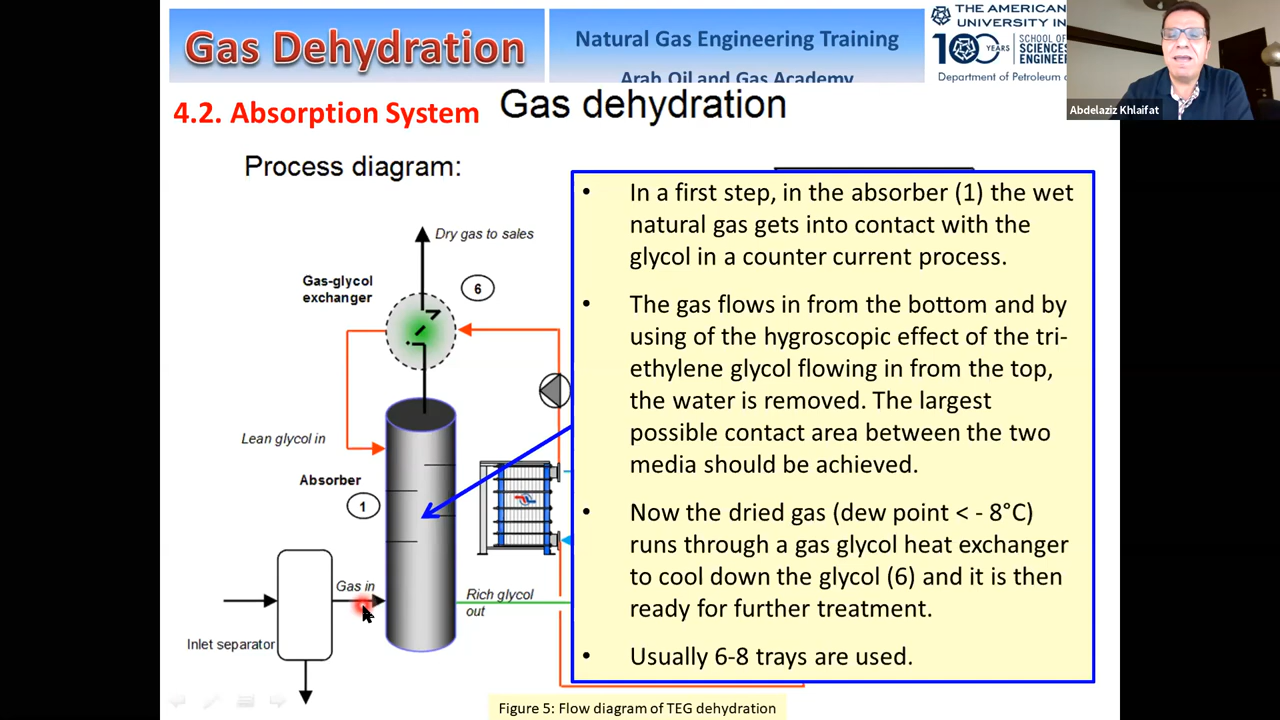 Gas Dehydration
Natural Gas Engineering Training
Arab Oil and Gas Academy
THE AMERICAN
UNIVERSITY IN
100 YEARS
SCHOOL OF
SCIENCES
ENGINEE
Department of Petroleum
Abdelaziz Khlaifat
4.2. Absorption System
Gas dehydration
Process diagram:
Dry gas to sales
Gas-glycol
exchanger
6
Lean glycol in
Absorber
1
Gas in
Rich glycol
out
Inlet separator
• In a first step, in the absorber (1) the wet
natural gas gets into contact with the
glycol in a counter current process.
• The gas flows in from the bottom and by
using of the hygroscopic effect of the tri-
ethylene glycol flowing in from the top,
the water is removed. The largest
possible contact area between the two
media should be achieved.
• Now the dried gas (dew point < - 8°C)
runs through a gas glycol heat exchanger
to cool down the glycol (6) and it is then
ready for further treatment.
• Usually 6-8 trays are used.
Figure 5: Flow diagram of TEG dehydration